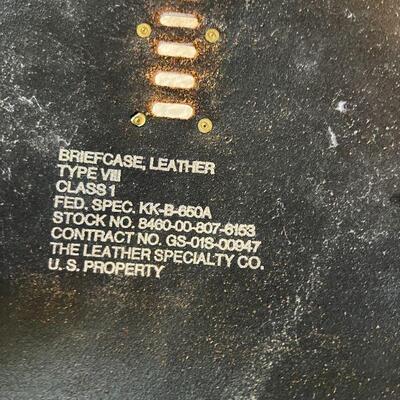 BRIEFCASE, LEATHER
TYPE VIII
CLASS 1
FED. SPEC. KK-B-650A
STOCK NO. 8460-00-807-6153
CONTRACT NO. GS-01S-00947
THE LEATHER SPECIALTY CO.
U. S. PROPERTY